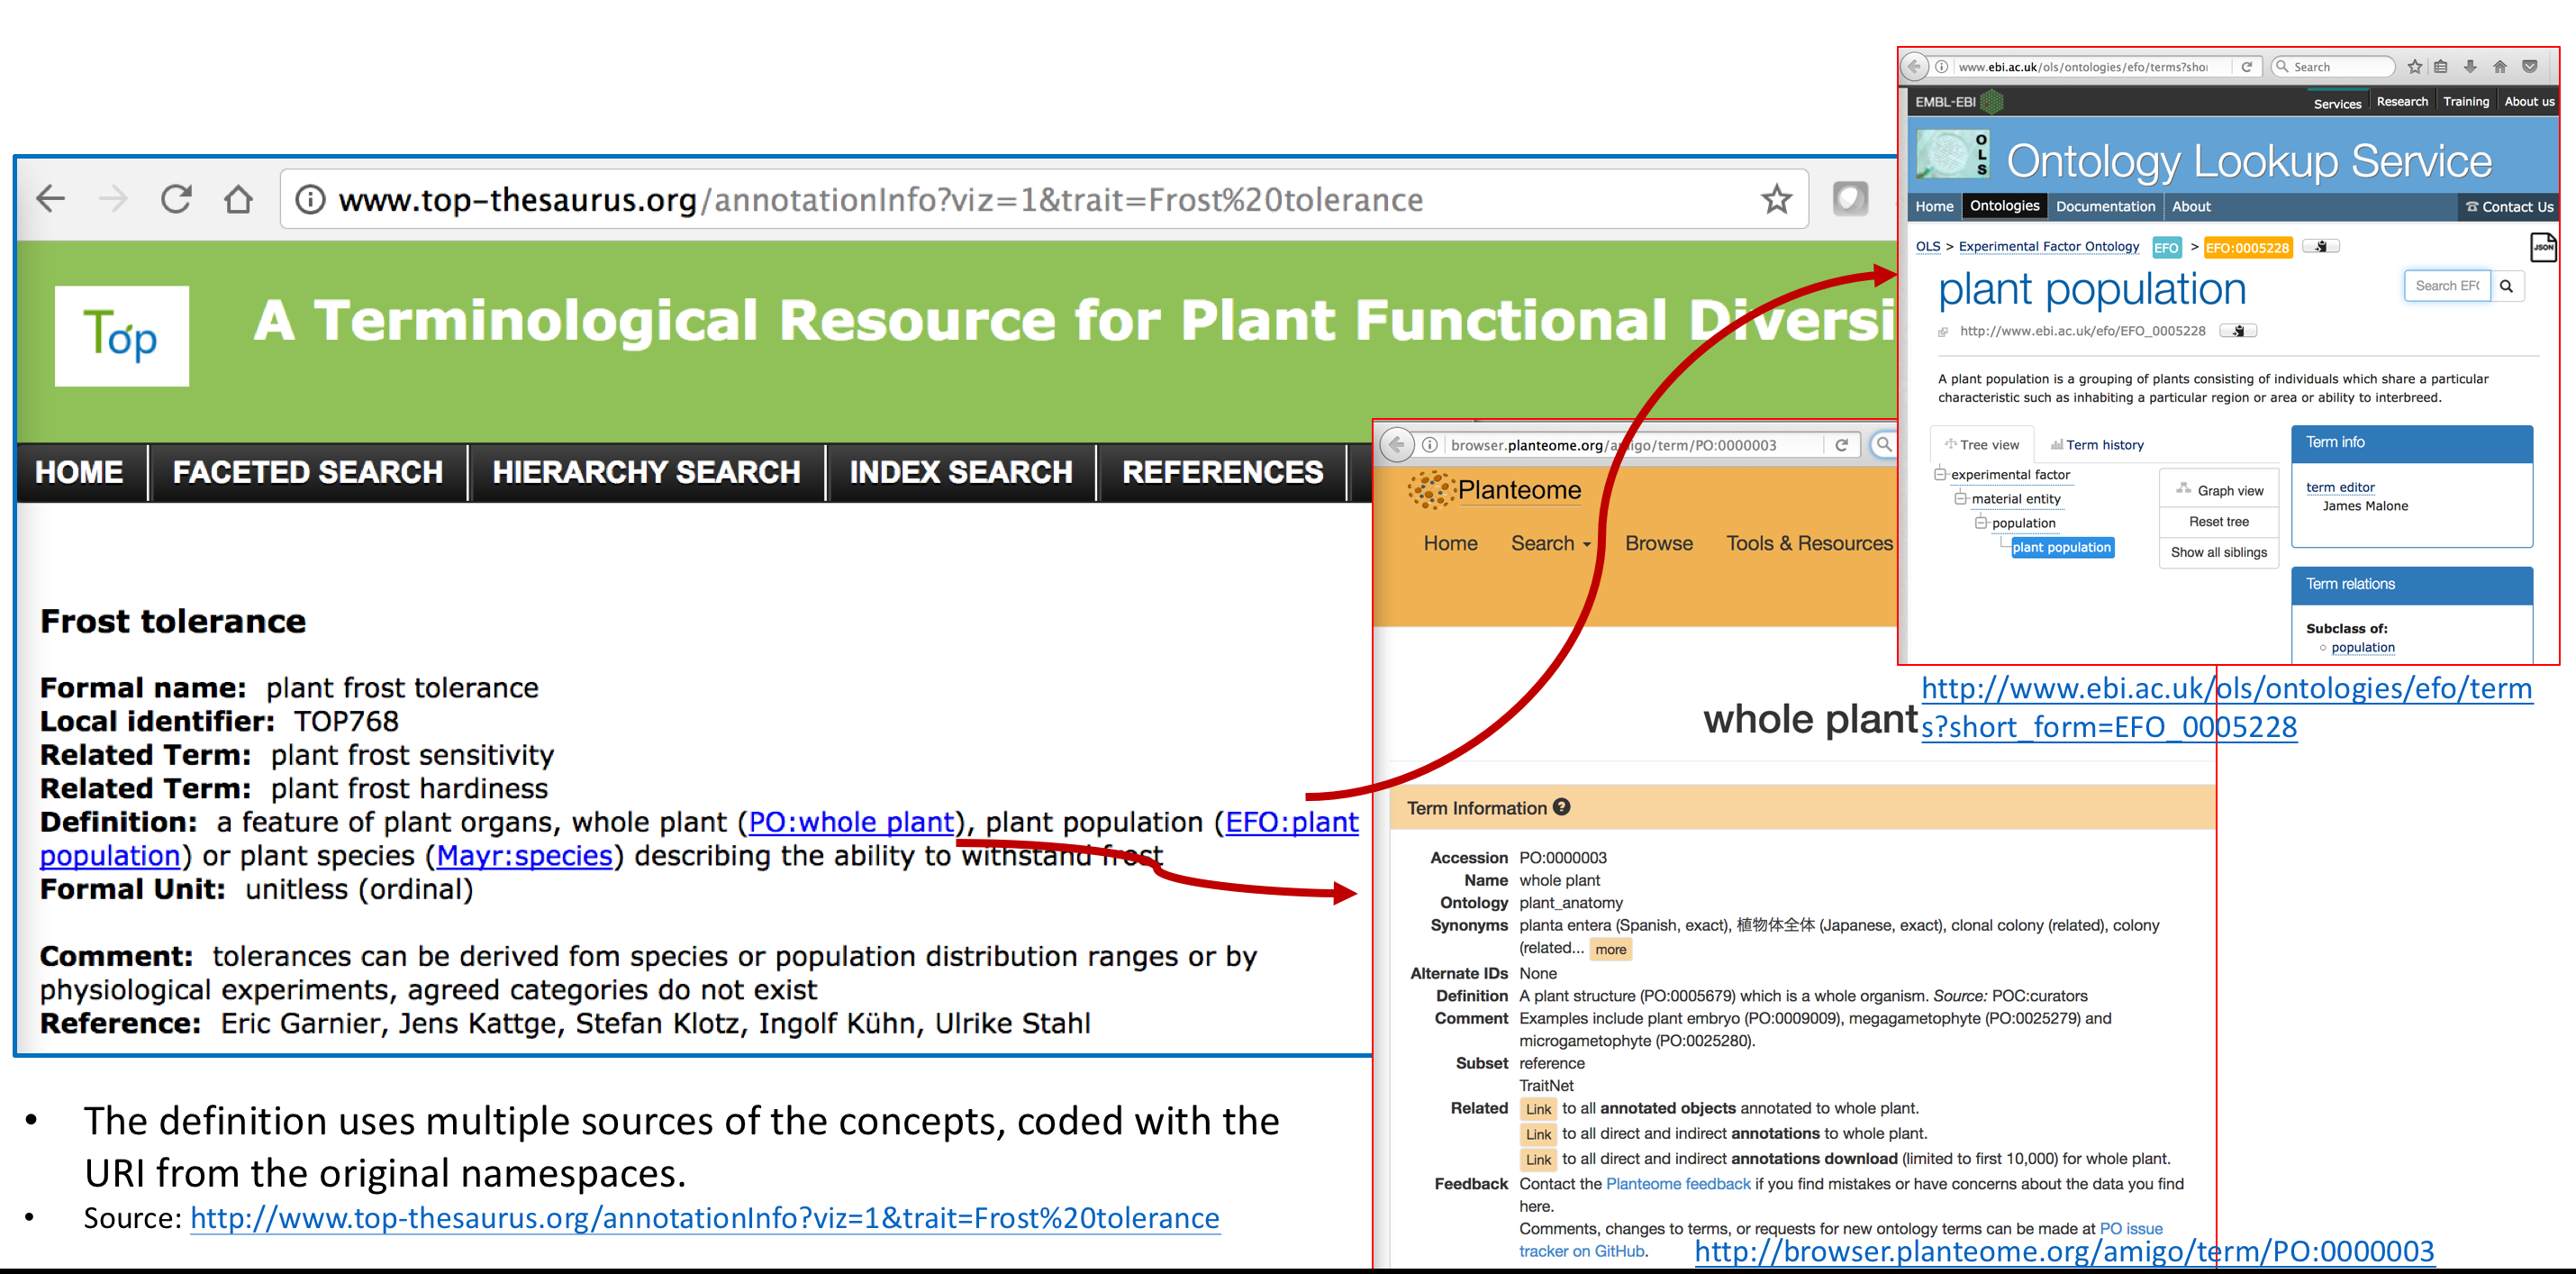 www.top-thesaurus.org/annotationInfo?viz=1&trait=Frost%20tolerance
Top
A Terminological Resource for Plant Functional Diversi
HOME
FACETED SEARCH
HIERARCHY SEARCH
INDEX SEARCH
REFERENCES
Frost tolerance
Formal name: plant frost tolerance
Local identifier: TOP768
Related Term: plant frost sensitivity
Related Term: plant frost hardiness
Definition: a feature of plant organs, whole plant (PO:whole plant), plant population (EFO:plant
population) or plant species (Mayr:species) describing the ability to withstand frost
Formal Unit: unitless (ordinal)
Comment: tolerances can be derived fom species or population distribution ranges or by
physiological experiments, agreed categories do not exist
Reference: Eric Garnier, Jens Kattge, Stefan Klotz, Ingolf Kühn, Ulrike Stahl
• The definition uses multiple sources of the concepts, coded with the
URI from the original namespaces.
• Source: http://www.top-thesaurus.org/annotationInfo?viz=1&trait=Frost%20tolerance
browser.planteome.org/amigo/term/PO:0000003
Planteome
Home
Search
Browse
Tools & Resources
whole plant
Term Information
Accession PO:0000003
Name whole plant
Ontology plant_anatomy
Synonyms planta entera (Spanish, exact), 植物体全体 (Japanese, exact), clonal colony (related), colony
(related... more
Alternate IDs None
Definition A plant structure (PO:0005679) which is a whole organism. Source: POC:curators
Comment Examples include plant embryo (PO:0009009), megagametophyte (PO:0025279) and
microgametophyte (PO:0025280).
Subset reference
TraitNet
Related Link to all annotated objects annotated to whole plant.
Link to all direct and indirect annotations to whole plant.
Link to all direct and indirect annotations download (limited to first 10,000) for whole plant.
Feedback Contact the Planteome feedback if you find mistakes or have concerns about the data you find
here.
Comments, changes to terms, or requests for new ontology terms can be made at PO issue
tracker on GitHub.
http://browser.planteome.org/amigo/term/PO:0000003
www.ebi.ac.uk/ols/ontologies/efo/terms?sho
Search
EMBL-EBI
Services
Research
Training
About us
OLS
Ontology Lookup Service
Home
Ontologies
Documentation
About
Contact Us
OLS > Experimental Factor Ontology EFO > EFO:0005228
JSON
plant population
Search EF
http://www.ebi.ac.uk/efo/EFO_0005228
A plant population is a grouping of plants consisting of individuals which share a particular
characteristic such as inhabiting a particular region or area or ability to interbreed.
Tree view
Term history
experimental factor
material entity
population
plant population
Graph view
Reset tree
Show all siblings
Term info
term editor
James Malone
Term relations
Subclass of:
population
http://www.ebi.ac.uk/ols/ontologies/efo/term
s?short_form=EFO_0005228